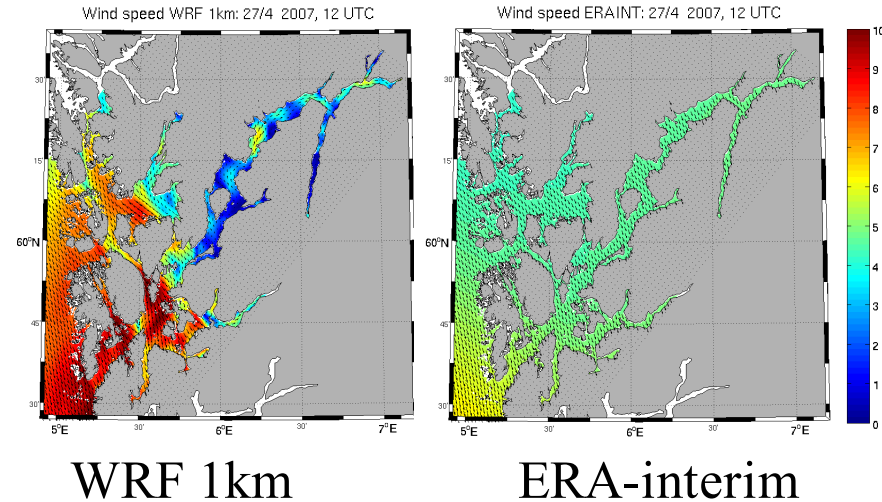 Wind speed WRF 1km: 27/4 2007, 12 UTC
Wind speed ERAINT: 27/4 2007, 12 UTC
30'
15'
60°N
45'
30'
5°E
30'
6°E
30'
7°E
30'
15'
60°N
45'
30'
5°E
30'
6°E
30'
7°E
10
9
8
7
6
5
4
3
2
1
0
WRF 1km
ERA-interim